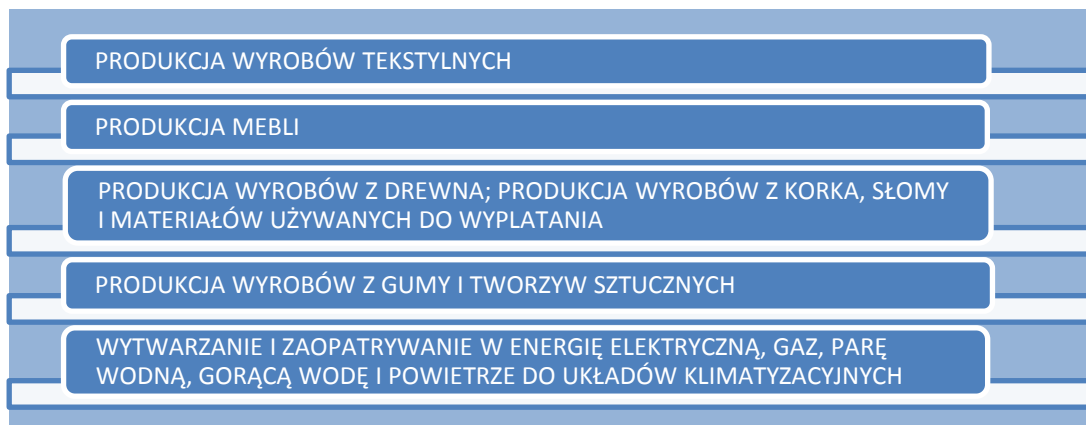 PRODUKCJA WYROBÓW TEKSTYLNYCH
PRODUKCJA MEBLI
PRODUKCJA WYROBÓW Z DREWNA; PRODUKCJA WYROBÓW Z KORKA, SŁOMY
I MATERIAŁÓW UŻYWANYCH DO WYPLATANIA
PRODUKCJA WYROBÓW Z GUMY I TWORZYW SZTUCZNYCH
WYTWARZANIE I ZAOPATRYWANIE W ENERGIĘ ELEKTRYCZNĄ, GAZ, PARĘ
WODNĄ, GORĄCĄ WODĘ I POWIETRZE DO UKŁADÓW KLIMATYZACYJNYCH